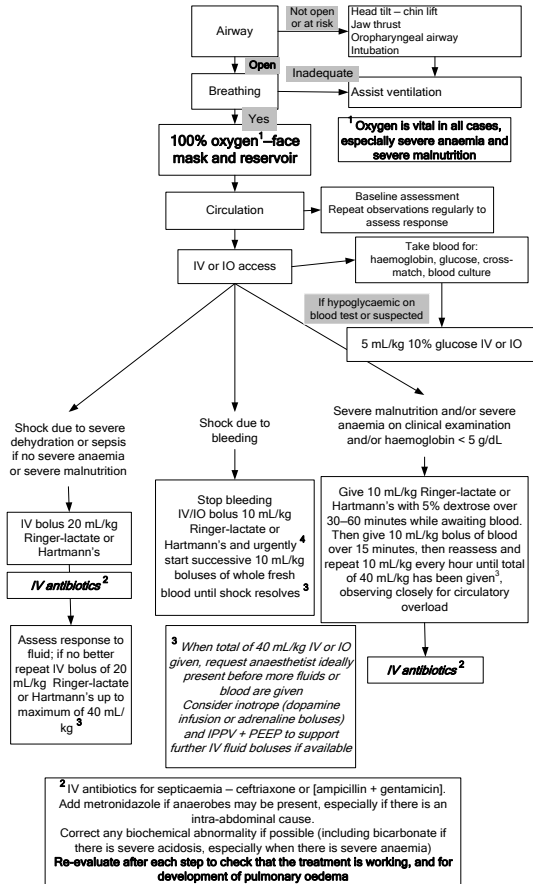 Airway
Not open
or at risk
Head tilt – chin lift
Jaw thrust
Oropharyngeal airway
Intubation
Open
Breathing
Inadequate
Assist ventilation
Yes
100% oxygen1–face
mask and reservoir
1 Oxygen is vital in all cases,
especially severe anaemia and
severe malnutrition
Circulation
Baseline assessment
Repeat observations regularly to
assess response
IV or IO access
Take blood for:
haemoglobin, glucose, cross-
match, blood culture
If hypoglycaemic on
blood test or suspected
5 mL/kg 10% glucose IV or IO
Shock due to severe
dehydration or sepsis
if no severe anaemia
or severe malnutrition
IV bolus 20 mL/kg
Ringer-lactate or
Hartmann's
IV antibiotics 2
Assess response to
fluid; if no better
repeat IV bolus of 20
mL/kg Ringer-lactate
or Hartmann's up to
maximum of 40 mL/
kg 3
Shock due to
bleeding
Stop bleeding
IV/IO bolus 10 mL/kg
Ringer-lactate or
Hartmann's and urgently 4
start successive 10 mL/kg
boluses of whole fresh
blood until shock resolves 3
3 When total of 40 mL/kg IV or IO
given, request anaesthetist ideally
present before more fluids or
blood are given
Consider inotrope (dopamine
infusion or adrenaline boluses)
and IPPV + PEEP to support
further IV fluid boluses if available
Severe malnutrition and/or severe
anaemia on clinical examination
and/or haemoglobin < 5 g/dL
Give 10 mL/kg Ringer-lactate or
Hartmann's with 5% dextrose over
30–60 minutes while awaiting blood.
Then give 10 mL/kg bolus of blood
over 15 minutes, then reassess and
repeat 10 mL/kg every hour until total
of 40 mL/kg has been given3,
observing closely for circulatory
overload
IV antibiotics 2
2 IV antibiotics for septicaemia – ceftriaxone or [ampicillin + gentamicin].
Add metronidazole if anaerobes may be present, especially if there is an
intra-abdominal cause.
Correct any biochemical abnormality if possible (including bicarbonate if
there is severe acidosis, especially when there is severe anaemia)
Re-evaluate after each step to check that the treatment is working, and for
development of pulmonary oedema